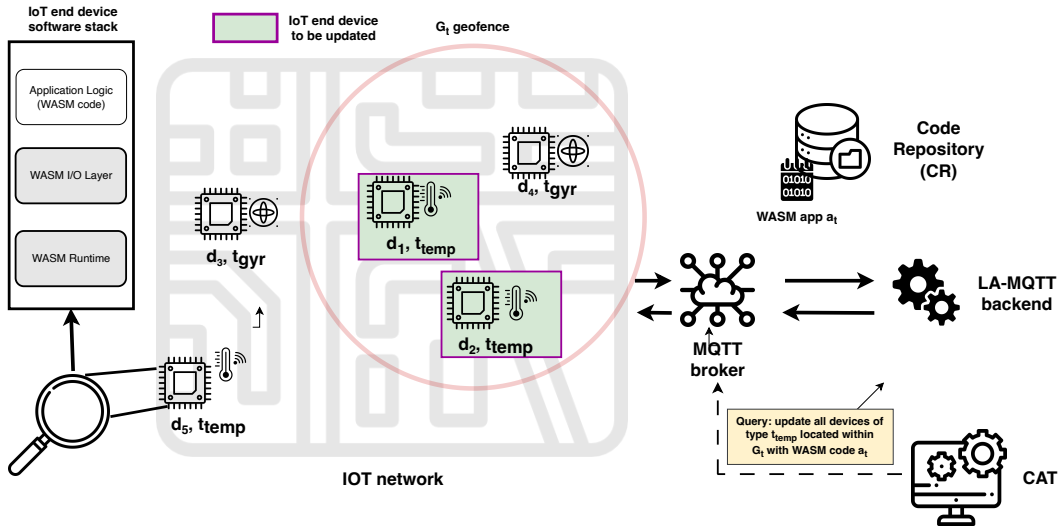 IoT end device
software stack
Application Logic
(WASM code)
WASM I/O Layer
WASM Runtime
IoT end device
to be updated
Gt geofence
d4, tgyr
d3, tgyr
d1, ttemp
d2, ttemp
d5, ttemp
IOT network
MQTT
broker
01010
01010
WASM app at
Code
Repository
(CR)
LA-MQTT
backend
Query: update all devices of
type ttemp located within
Gt with WASM code at
CAT